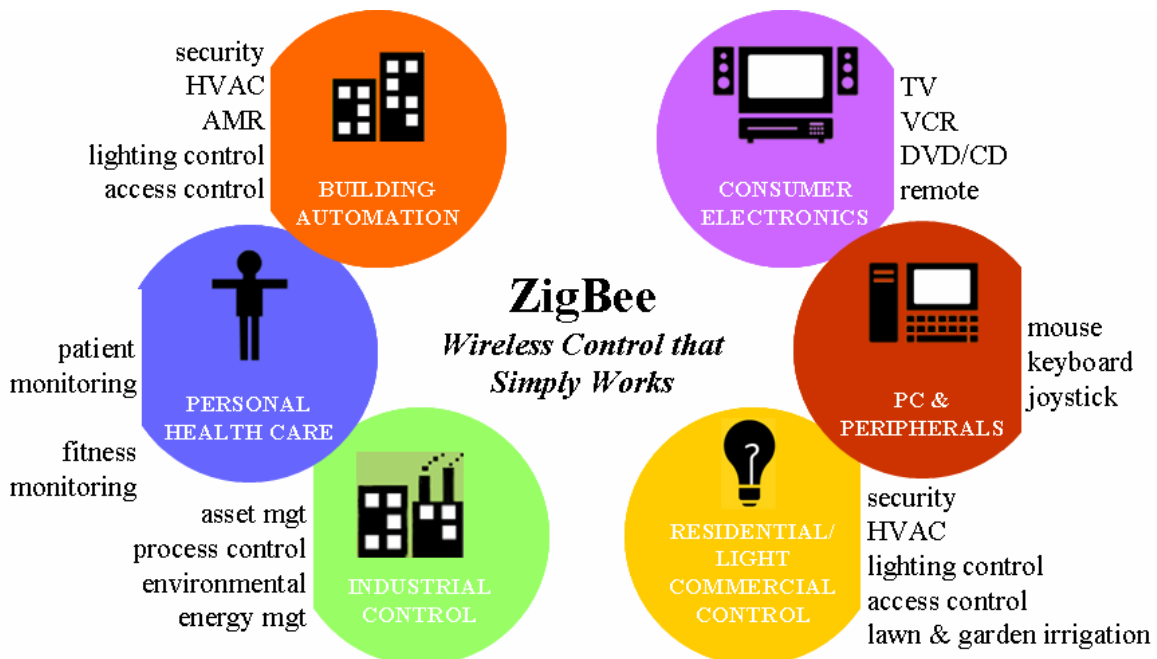 security
HVAC
AMR
lighting control
access control
BUILDING
AUTOMATION
TV
VCR
DVD/CD
remote
CONSUMER
ELECTRONICS
patient
monitoring
fitness
monitoring
PERSONAL
HEALTH CARE
ZigBee
Wireless Control that
Simply Works
mouse
keyboard
joystick
PC &
PERIPHERALS
asset mgt
process control
environmental
energy mgt
INDUSTRIAL
CONTROL
?
RESIDENTIAL/
LIGHT
COMMERCIAL
CONTROL
security
HVAC
lighting control
access control
lawn & garden irrigation